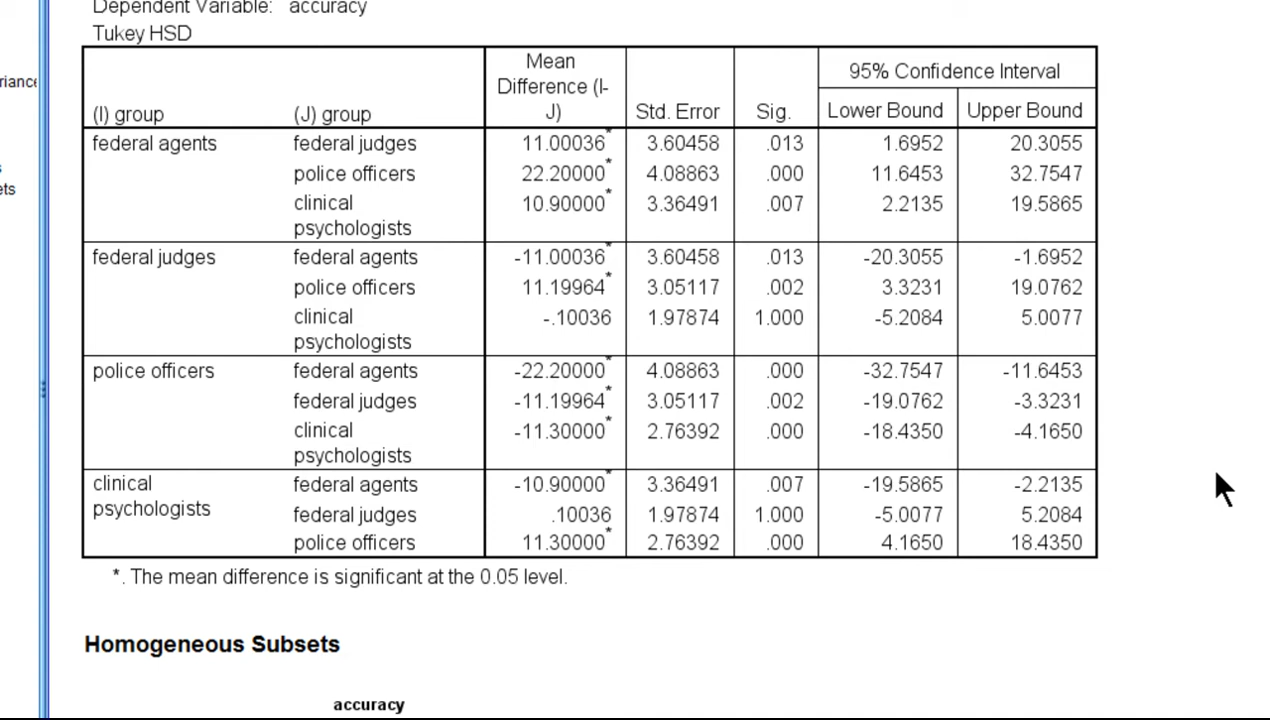 Dependent Variable: accuracy
Tukey HSD
riance
ets
(I) group (J) group Mean Difference (I-J) Std. Error Sig. 95% Confidence Interval
Lower Bound Upper Bound
federal agents federal judges 11.00036* 3.60458 .013 1.6952 20.3055
police officers 22.20000* 4.08863 .000 11.6453 32.7547
clinical psychologists 10.90000* 3.36491 .007 2.2135 19.5865
federal judges federal agents -11.00036* 3.60458 .013 -20.3055 -1.6952
police officers 11.19964* 3.05117 .002 3.3231 19.0762
clinical psychologists -.10036 1.97874 1.000 -5.2084 5.0077
police officers federal agents -22.20000* 4.08863 .000 -32.7547 -11.6453
federal judges -11.19964* 3.05117 .002 -19.0762 -3.3231
clinical psychologists -11.30000* 2.76392 .000 -18.4350 -4.1650
clinical psychologists federal agents -10.90000* 3.36491 .007 -19.5865 -2.2135
federal judges .10036 1.97874 1.000 -5.0077 5.2084
police officers 11.30000* 2.76392 .000 4.1650 18.4350
*. The mean difference is significant at the 0.05 level.
Homogeneous Subsets
accuracy